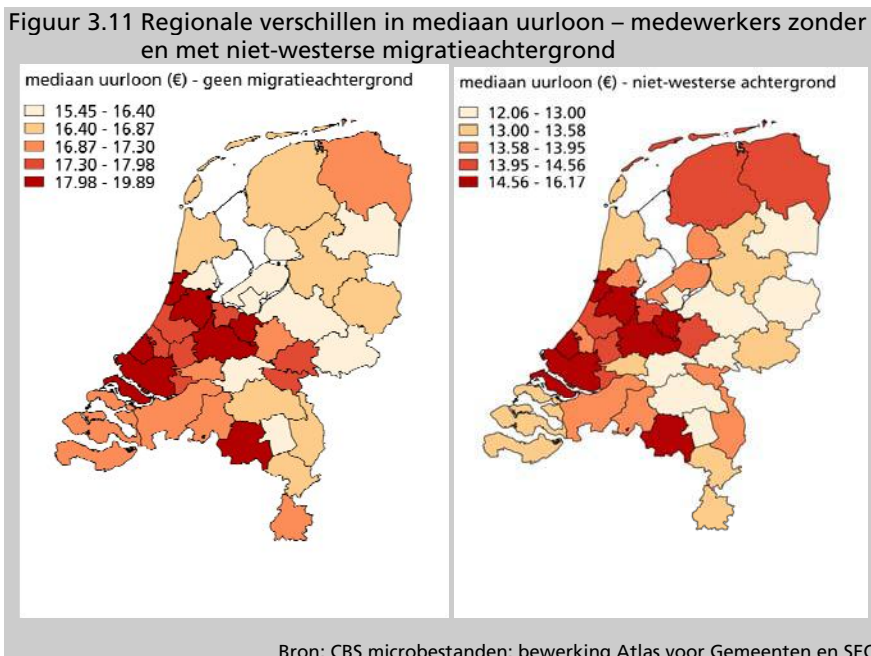 Figuur 3.11 Regionale verschillen in mediaan uurloon – medewerkers zonder
en met niet-westerse migratieachtergrond
mediaan uurloon (€) - geen migratieachtergrond
15.45 - 16.40
16.40 - 16.87
16.87 - 17.30
17.30 - 17.98
17.98 - 19.89
mediaan uurloon (€) - niet-westerse achtergrond
12.06 - 13.00
13.00 - 13.58
13.58 - 13.95
13.95 - 14.56
14.56 - 16.17
Bron: CBS microbestanden; bewerking Atlas voor Gemeenten en SEO